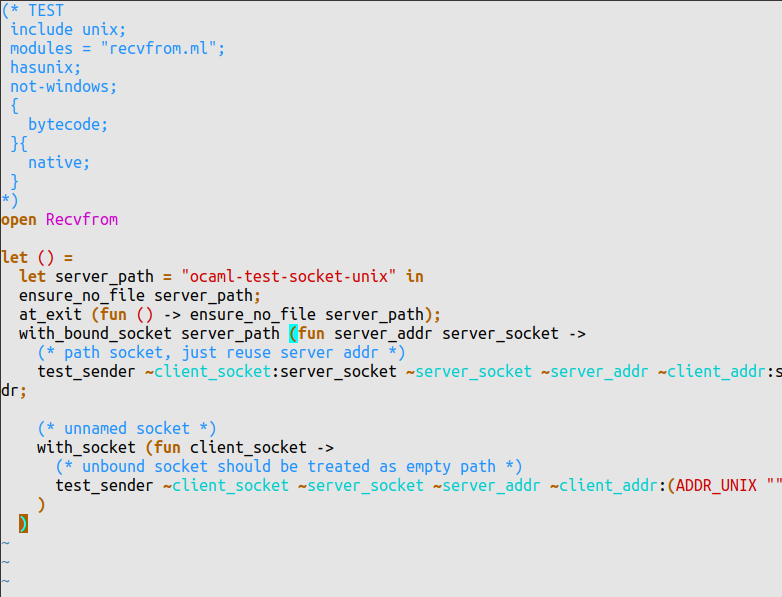 (* TEST
 include unix;
 modules = "recvfrom.ml";
 hasunix;
 not-windows;
 {
   bytecode;
 }{
   native;
 }
*)
open Recvfrom

let () =
  let server_path = "ocaml-test-socket-unix" in
  ensure_no_file server_path;
  at_exit (fun () -> ensure_no_file server_path);
  with_bound_socket server_path (fun server_addr server_socket ->
    (* path socket, just reuse server addr *)
    test_sender ~client_socket:server_socket ~server_socket ~server_addr ~client_addr:s
dr;

    (* unnamed socket *)
    with_socket (fun client_socket ->
      (* unbound socket should be treated as empty path *)
      test_sender ~client_socket ~server_socket ~server_addr ~client_addr:(ADDR_UNIX ""
    )
  )
~
~
~